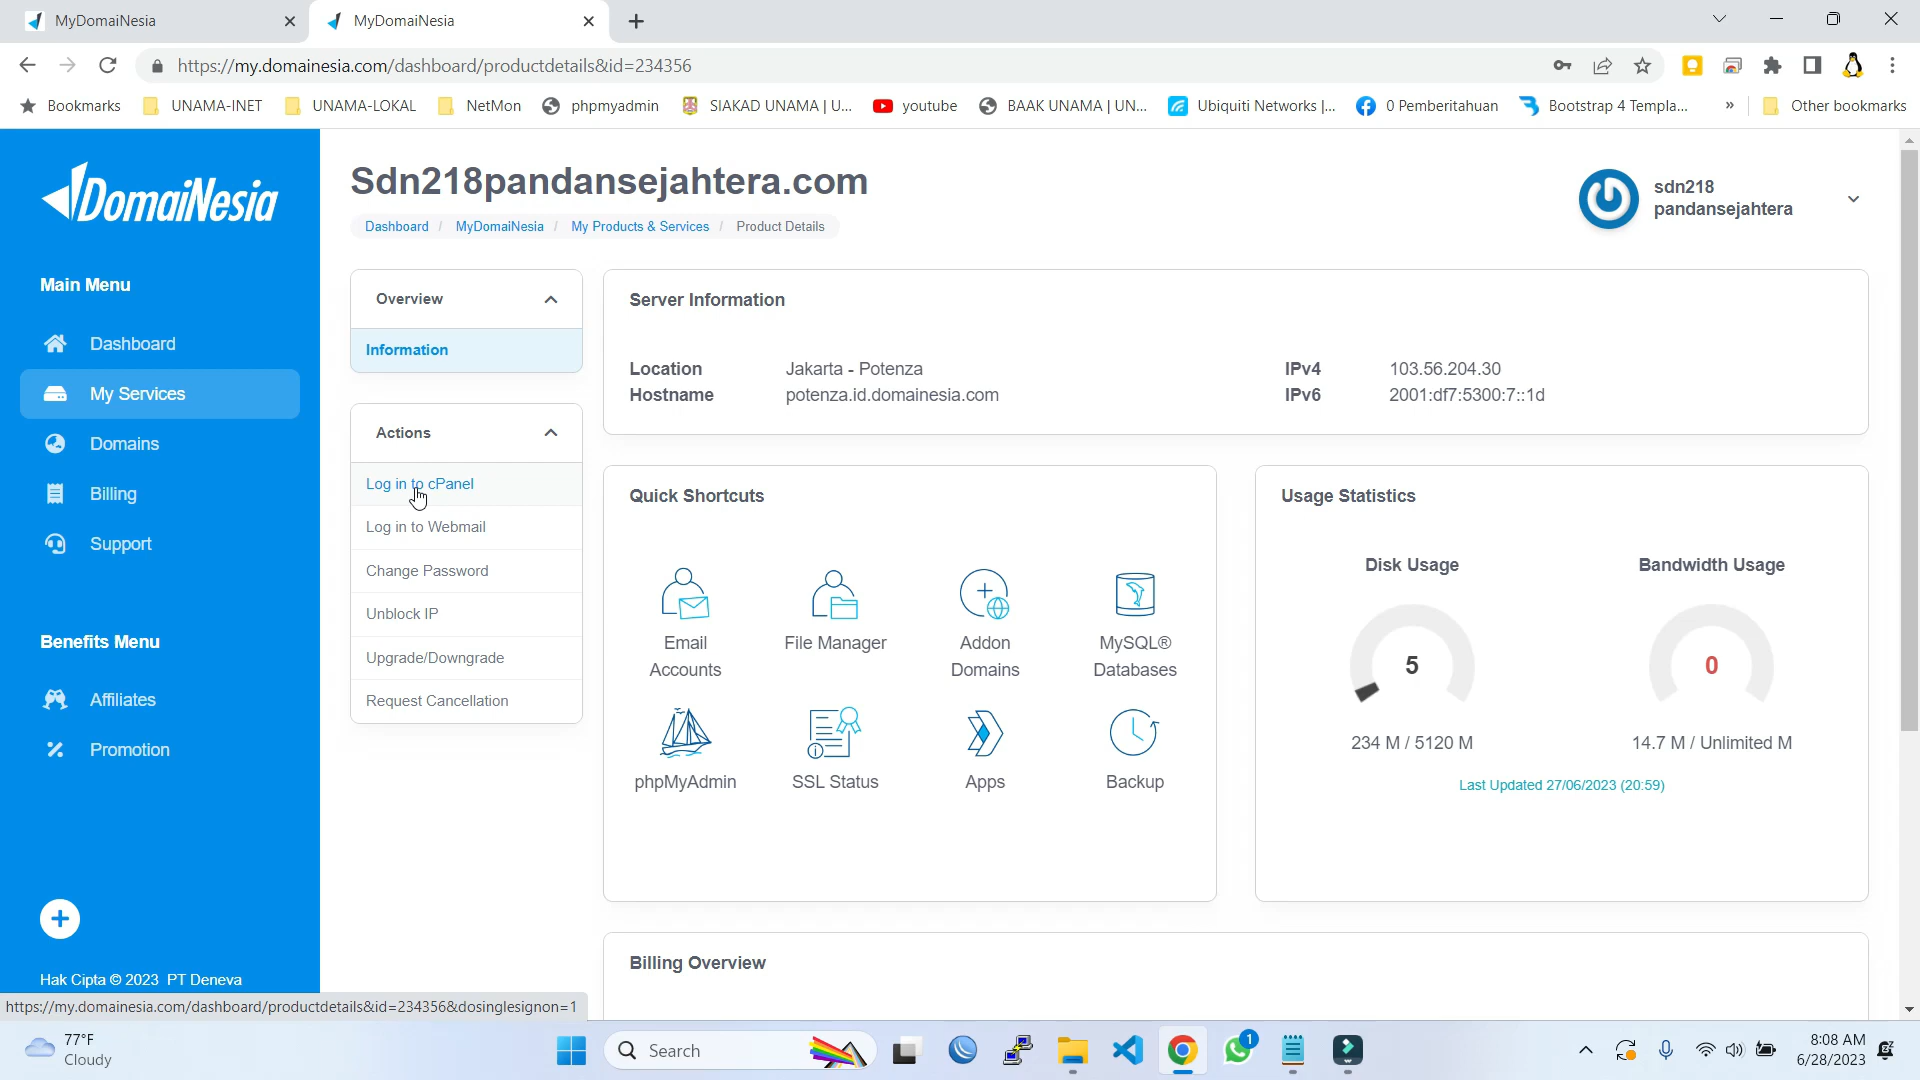 MyDomaiNesia
MyDomaiNesia
https://my.domainesia.com/dashboard/productdetails&id=234356
Bookmarks
UNAMA-INET
UNAMA-LOKAL
NetMon
phpmyadmin
SIAKAD UNAMA | U...
youtube
BAAK UNAMA | UN...
Ubiquiti Networks |...
0 Pemberitahuan
Bootstrap 4 Templa...
»
Other bookmarks
DomaiNesia
Main Menu
Dashboard
My Services
Domains
Billing
Support
Benefits Menu
Affiliates
Promotion
Hak Cipta © 2023 PT Deneva
https://my.domainesia.com/dashboard/productdetails&id=234356&dosinglesignon=1
Sdn218pandansejahtera.com
Dashboard / MyDomaiNesia / My Products & Services / Product Details
sdn218
pandansejahtera
Overview
Information
Actions
Log in to cPanel
Log in to Webmail
Change Password
Unblock IP
Upgrade/Downgrade
Request Cancellation
Server Information
Location Jakarta - Potenza IPv4 103.56.204.30
Hostname potenza.id.domainesia.com IPv6 2001:df7:5300:7::1d
Quick Shortcuts
Email
Accounts
File Manager
Addon
Domains
MySQL®
Databases
phpMyAdmin
SSL Status
Apps
Backup
Usage Statistics
Disk Usage
5
234 M / 5120 M
Bandwidth Usage
0
14.7 M / Unlimited M
Last Updated 27/06/2023 (20:59)
Billing Overview
77°F
Cloudy
Search
1
8:08 AM
6/28/2023